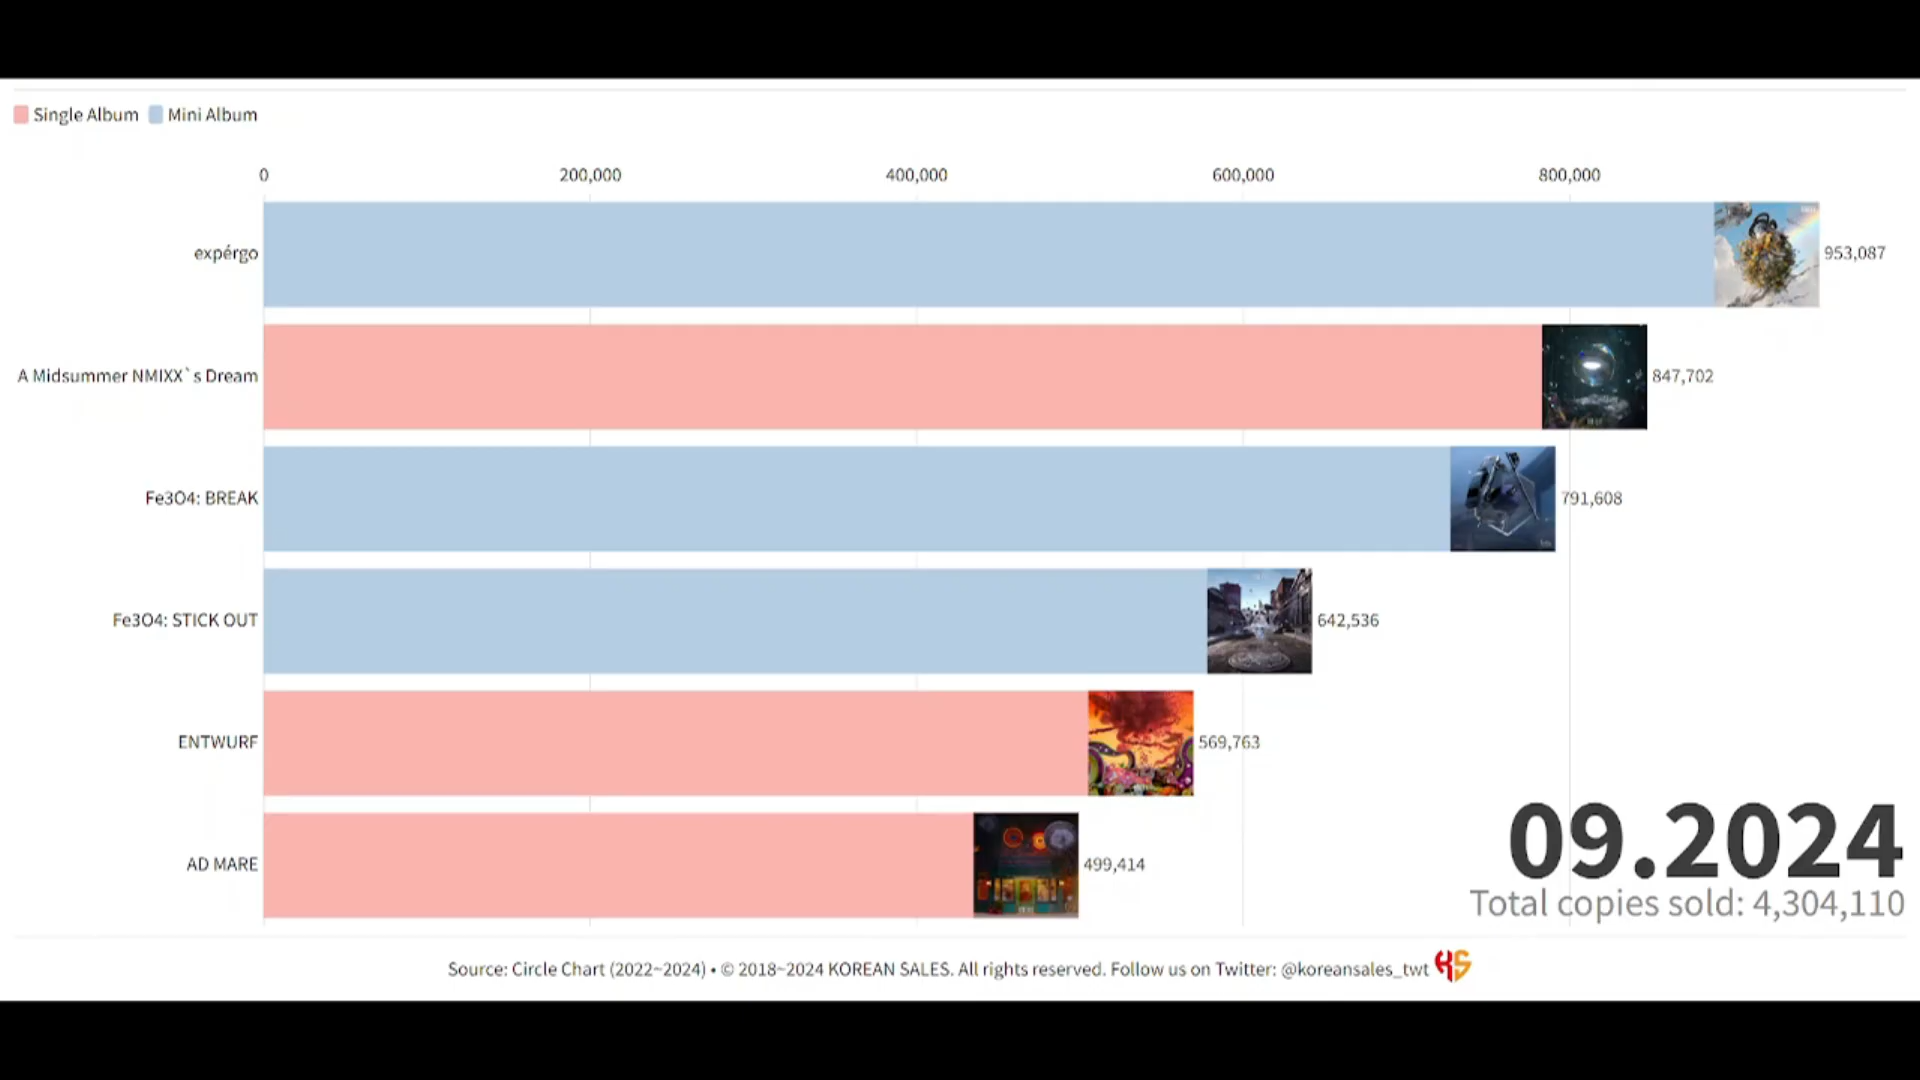 Single Album Mini Album
0 200,000 400,000 600,000 800,000
expérgo 953,087
A Midsummer NMIXX`s Dream 847,702
Fe3O4: BREAK 791,608
Fe3O4: STICK OUT 642,536
ENTWURF 569,763
AD MARE 499,414
09.2024
Total copies sold: 4,304,110
Source: Circle Chart (2022~2024) • © 2018~2024 KOREAN SALES. All rights reserved. Follow us on Twitter: @koreansales_twt KS